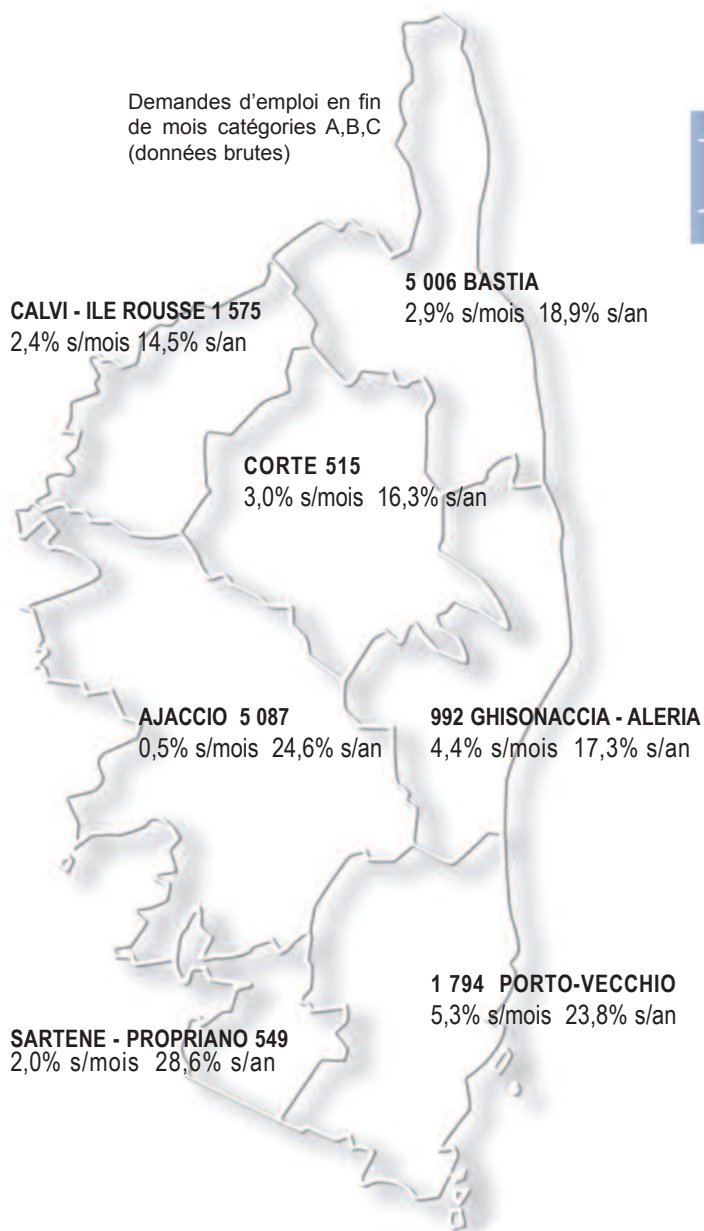 Demandes d'emploi en fin
de mois catégories A,B,C
(données brutes)
5 006 BASTIA
2,9% s/mois 18,9% s/an
CALVI - ILE ROUSSE 1 575
2,4% s/mois 14,5% s/an
CORTE 515
3,0% s/mois 16,3% s/an
AJACCIO 5 087
0,5% s/mois 24,6% s/an
992 GHISONACCIA - ALERIA
4,4% s/mois 17,3% s/an
1 794 PORTO-VECCHIO
5,3% s/mois 23,8% s/an
SARTENE - PROPRIANO 549
2,0% s/mois 28,6% s/an